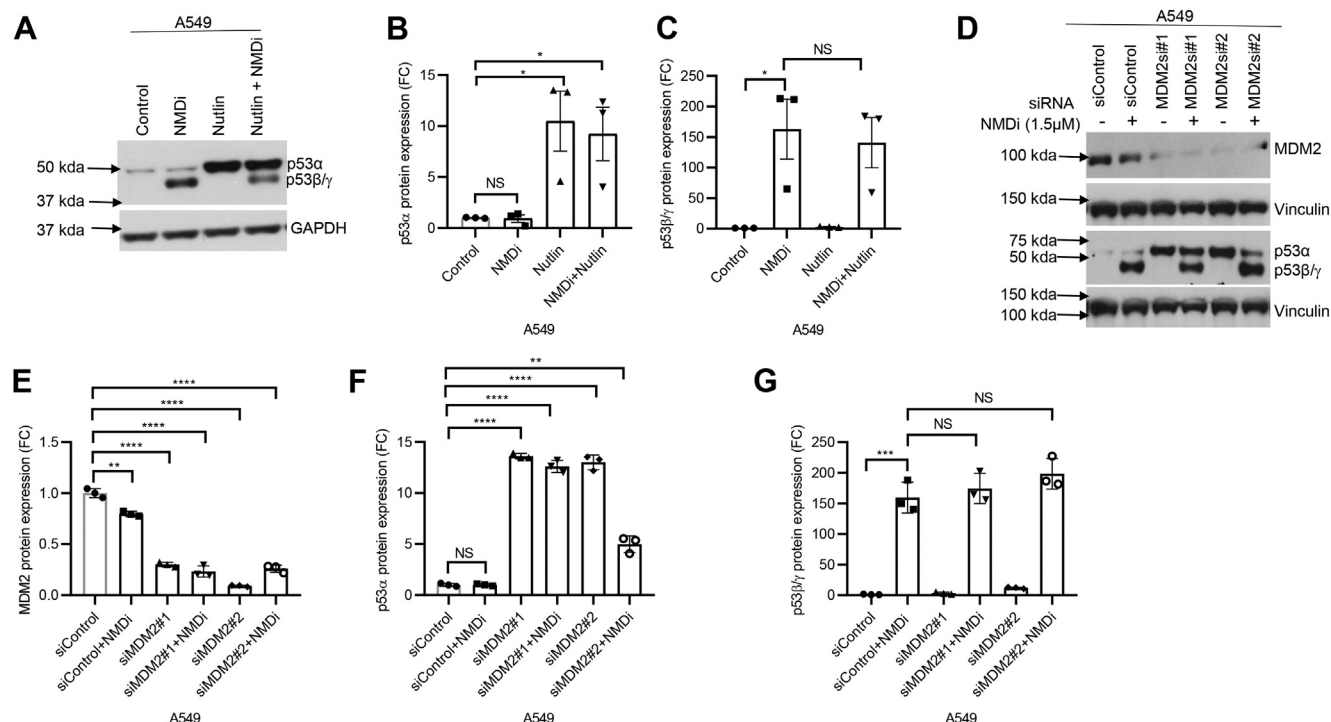 A
A549
Control
NMDi
Nutlin
Nutlin + NMDi
50 kda
p53α
p53β/γ
37 kda
37 kda
GAPDH
B
p53α protein expression (FC)
15
10
5
0
*
*
NS
Control
NMDi
Nutlin
NMDi+Nutlin
A549
C
p53β/γ protein expression (FC)
250
200
150
100
50
0
*
NS
Control
NMDi
Nutlin
NMDi+Nutlin
A549
D
A549
siRNA
siControl
siControl
MDM2si#1
MDM2si#1
MDM2si#2
MDM2si#2
NMDi (1.5μM) - + - + - +
100 kda
MDM2
150 kda
Vinculin
75 kda
50 kda
p53α
p53β/γ
150 kda
100 kda
Vinculin
E
MDM2 protein expression (FC)
1.5
1.0
0.5
0.0
****
****
****
****
**
siControl
siControl+NMDi
siMDM2#1
siMDM2#1+NMDi
siMDM2#2
siMDM2#2+NMDi
A549
F
p53α protein expression (FC)
15
10
5
0
**
****
****
****
NS
siControl
siControl+NMDi
siMDM2#1
siMDM2#1+NMDi
siMDM2#2
siMDM2#2+NMDi
A549
G
p53β/γ protein expression (FC)
250
200
150
100
50
0
NS
NS
***
siControl
siControl+NMDi
siMDM2#1
siMDM2#1+NMDi
siMDM2#2
siMDM2#2+NMDi
A549